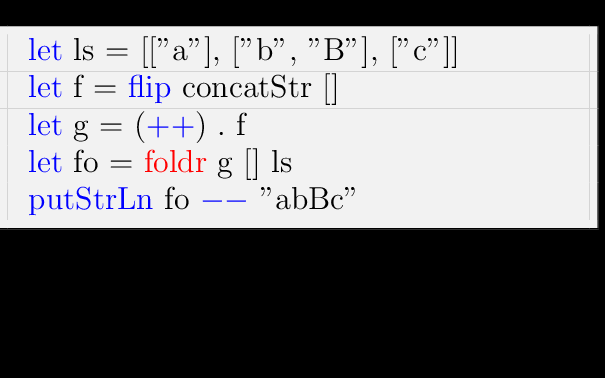 let ls = [["a"], ["b", "B"], ["c"]]
let f = flip concatStr []
let g = (++) . f
let fo = foldr g [] ls
putStrLn fo −− "abBc"